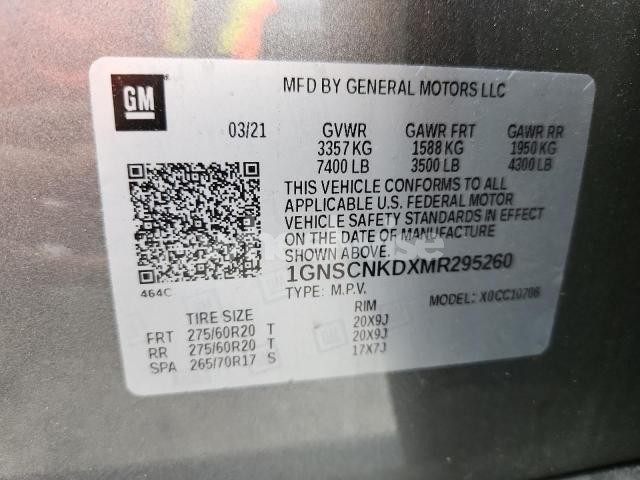 GM
MFD BY GENERAL MOTORS LLC
03/21 GVWR GAWR FRT GAWR RR
3357 KG 1588 KG 1950 KG
7400 LB 3500 LB 4300 LB
THIS VEHICLE CONFORMS TO ALL
APPLICABLE U.S. FEDERAL MOTOR
VEHICLE SAFETY STANDARDS IN EFFECT
ON THE DATE OF MANUFACTURE
SHOWN ABOVE.
1GNSCNKDXMR295260
464C
TYPE: M.P.V. MODEL: X0CC10706
TIRE SIZE RIM
FRT 275/60R20 T 20X9J
RR 275/60R20 T 20X9J
SPA 265/70R17 S 17X7J